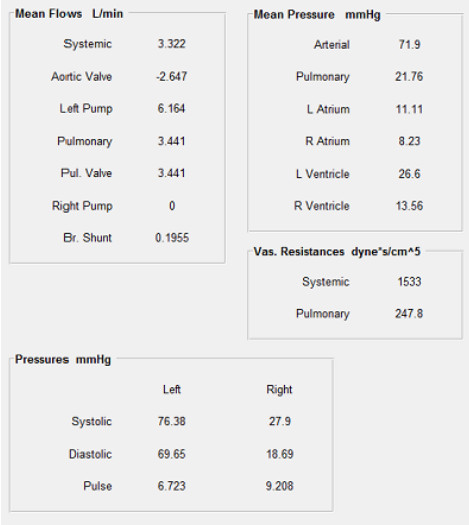 Mean Flows L/min
Systemic 3.322
Aortic Valve -2.647
Left Pump 6.164
Pulmonary 3.441
Pul. Valve 3.441
Right Pump 0
Br. Shunt 0.1955
Mean Pressure mmHg
Arterial 71.9
Pulmonary 21.76
L Atrium 11.11
R Atrium 8.23
L Ventricle 26.6
R Ventricle 13.56
Vas. Resistances dyne*s/cm^5
Systemic 1533
Pulmonary 247.8
Pressures mmHg
Left Right
Systolic 76.38 27.9
Diastolic 69.65 18.69
Pulse 6.723 9.208